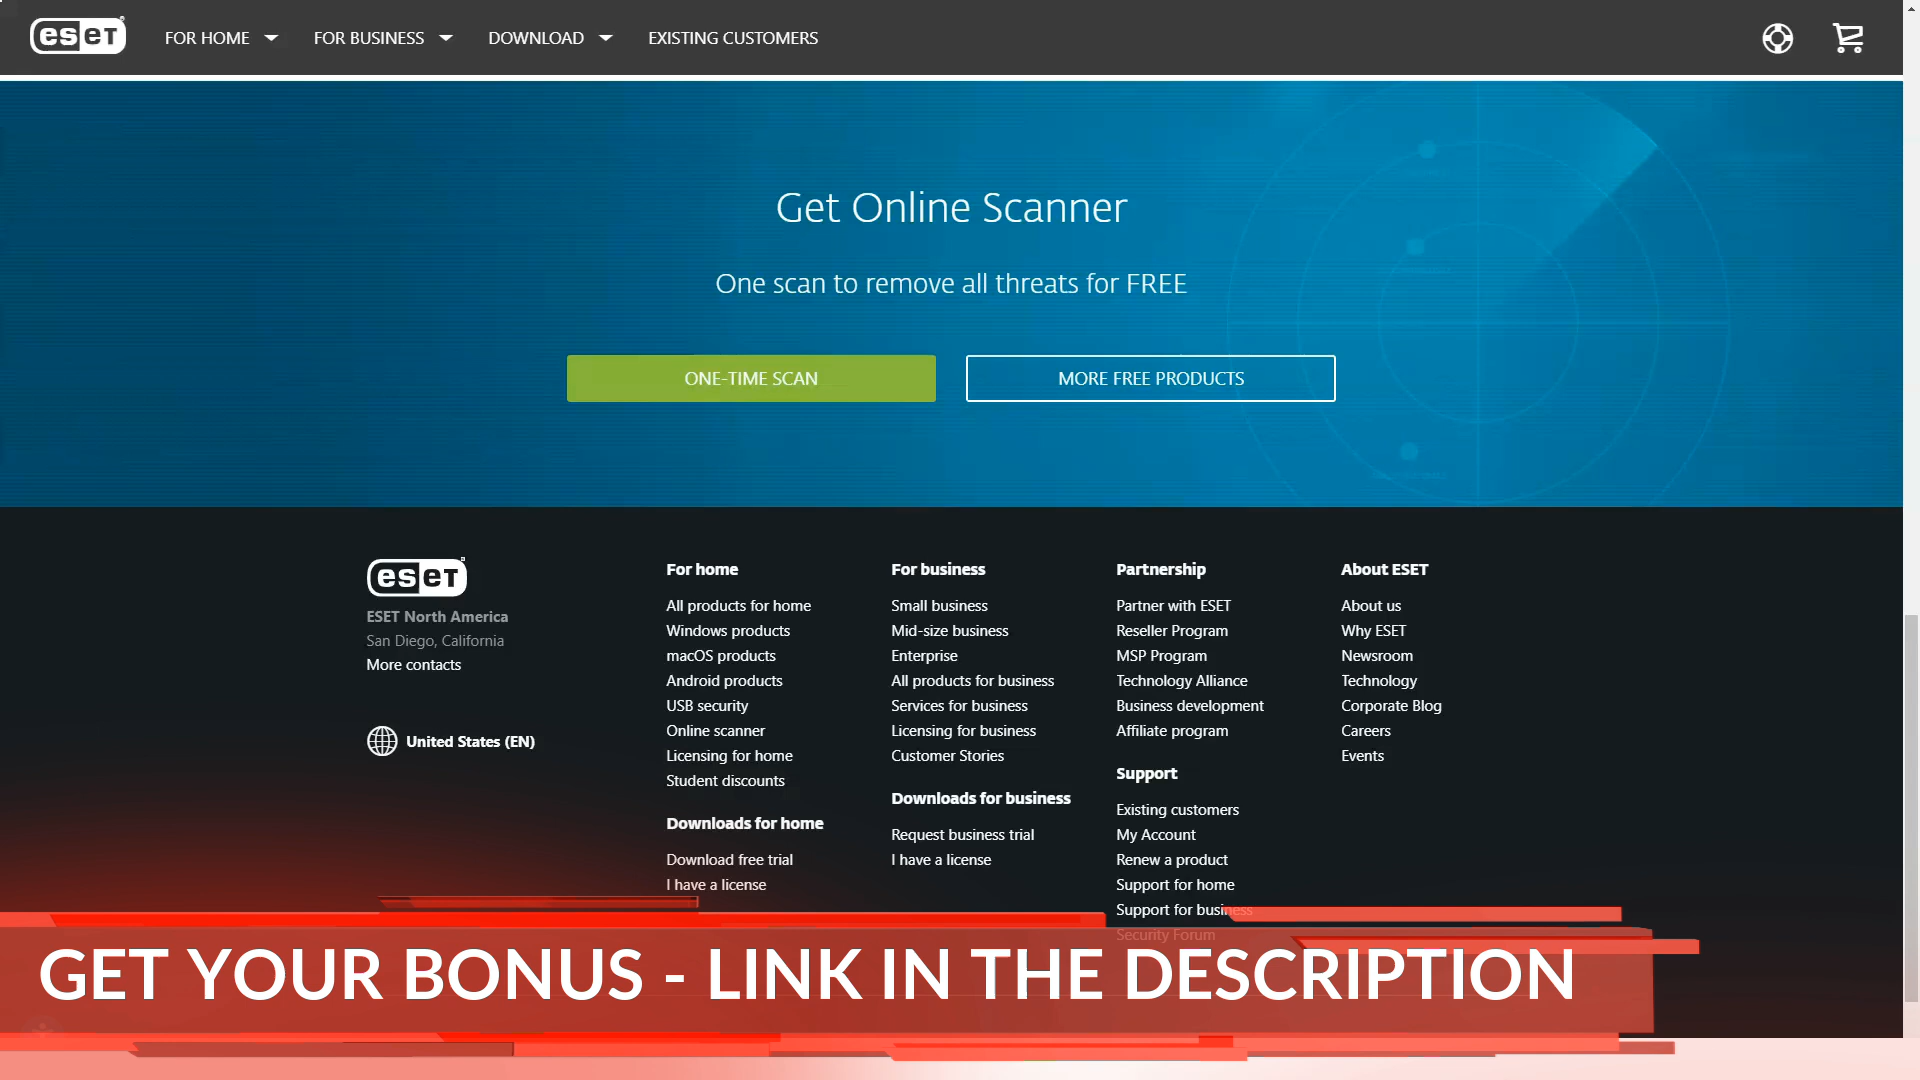 eset
FOR HOME
FOR BUSINESS
DOWNLOAD
EXISTING CUSTOMERS
Get Online Scanner
One scan to remove all threats for FREE
ONE-TIME SCAN
MORE FREE PRODUCTS
eset
ESET North America
San Diego, California
More contacts
United States (EN)
For home
All products for home
Windows products
macOS products
Android products
USB security
Online scanner
Licensing for home
Student discounts
Downloads for home
Download free trial
I have a license
For business
Small business
Mid-size business
Enterprise
All products for business
Services for business
Licensing for business
Customer Stories
Downloads for business
Request business trial
I have a license
Partnership
Partner with ESET
Reseller Program
MSP Program
Technology Alliance
Business development
Affiliate program
Support
Existing customers
My Account
Renew a product
Support for home
Support for business
Security Forum
About ESET
About us
Why ESET
Newsroom
Technology
Corporate Blog
Careers
Events
GET YOUR BONUS - LINK IN THE DESCRIPTION